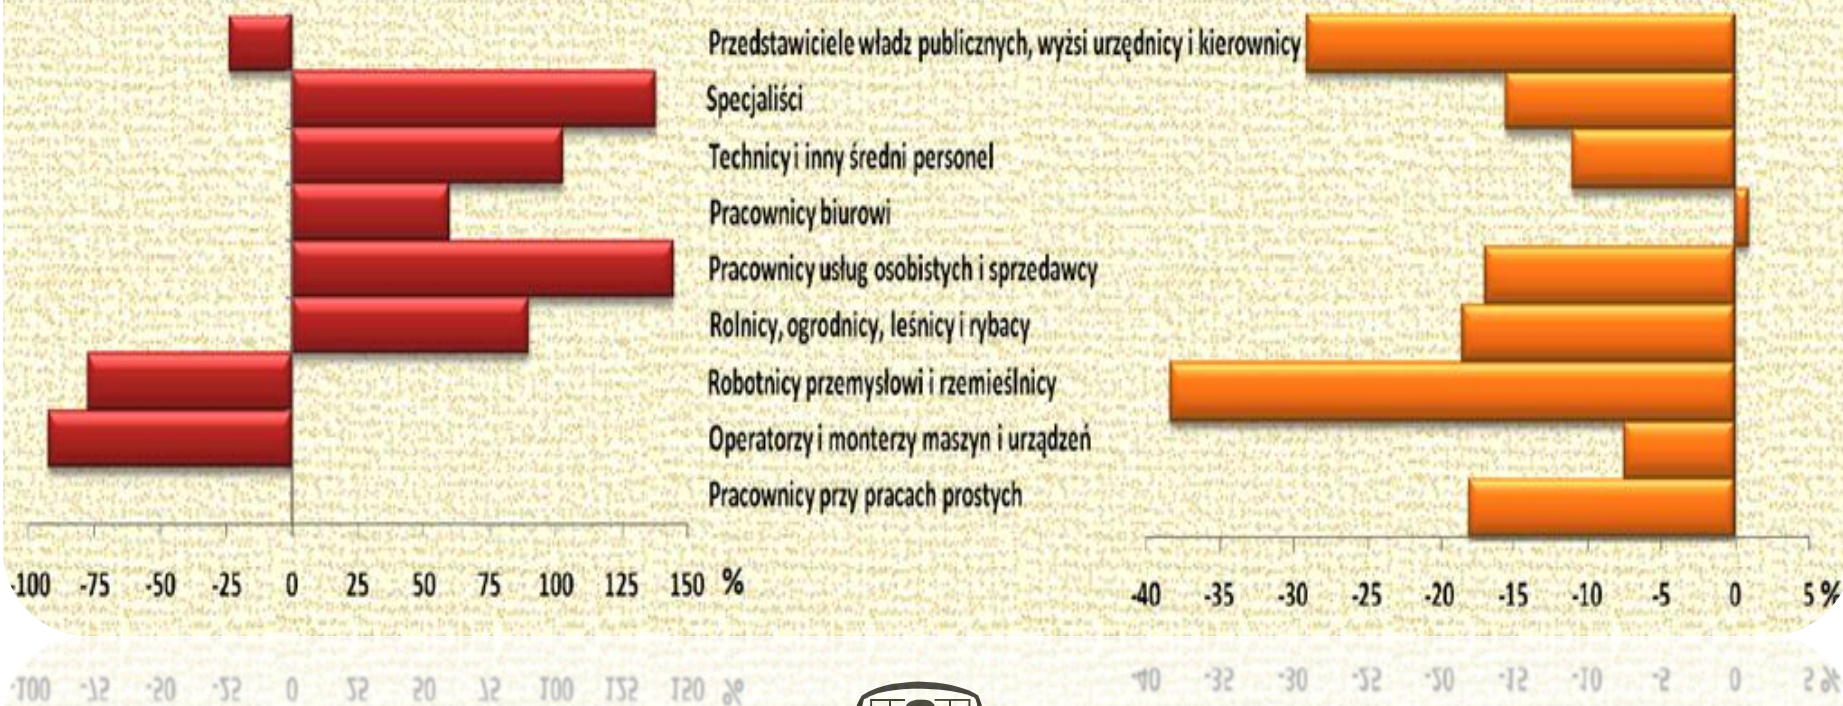 Przedstawiciele władz publicznych, wyżsi urzędnicy i kierownicy
Specjaliści
Technicy i inny średni personel
Pracownicy biurowi
Pracownicy usług osobistych i sprzedawcy
Rolnicy, ogrodnicy, leśnicy i rybacy
Robotnicy przemysłowi i rzemieślnicy
Operatorzy i monterzy maszyn i urządzeń
Pracownicy przy pracach prostych
-100 -75 -50 -25 0 25 50 75 100 125 150 %
-40 -35 -30 -25 -20 -15 -10 -5 0 5 %